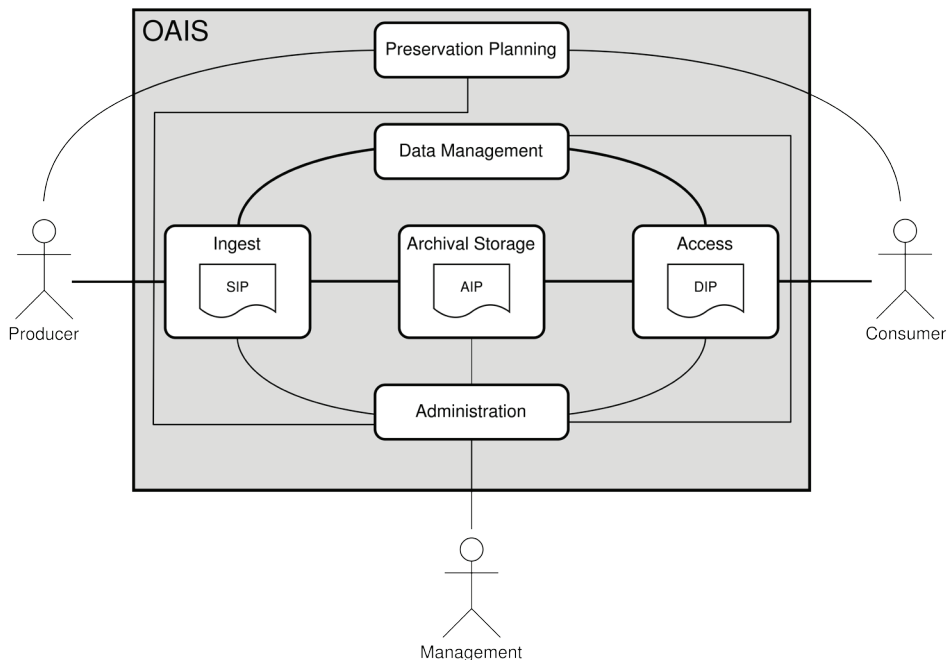 OAIS
Preservation Planning
Data Management
Ingest
Archival Storage
Access
SIP
AIP
DIP
Producer
Consumer
Administration
Management